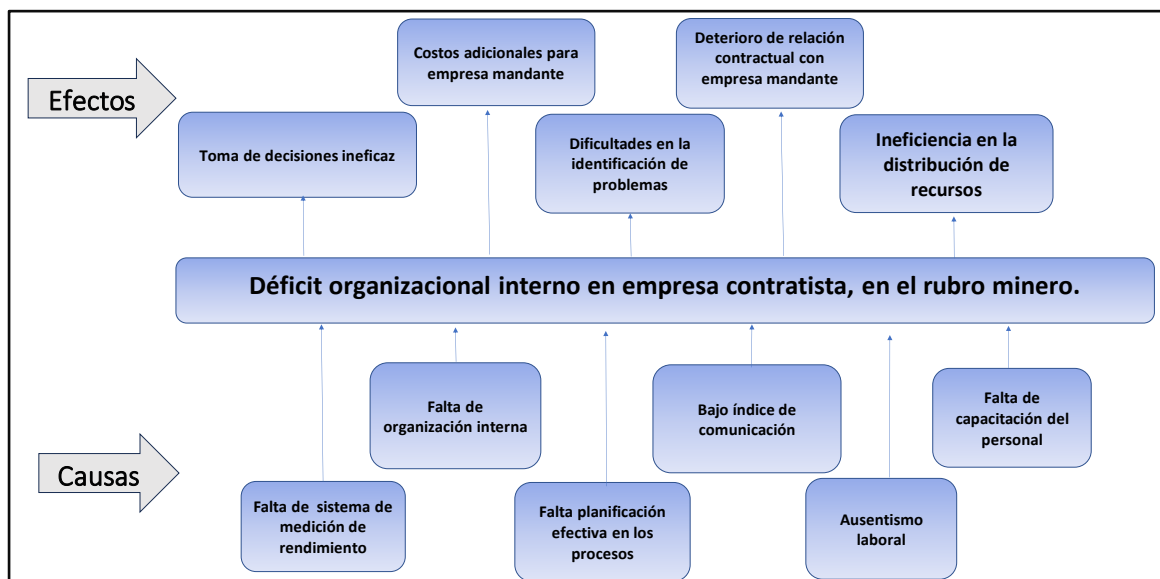 Efectos
Toma de decisiones ineficaz
Costos adicionales para
empresa mandante
Dificultades en la
identificación de
problemas
Deterioro de relación
contractual con
empresa mandante
Ineficiencia en la
distribución de
recursos
Déficit organizacional interno en empresa contratista, en el rubro minero.
Causas
Falta de sistema de
medición de
rendimiento
Falta de
organización interna
Falta planificación
efectiva en los
procesos
Bajo índice de
comunicación
Ausentismo
laboral
Falta de
capacitación del
personal